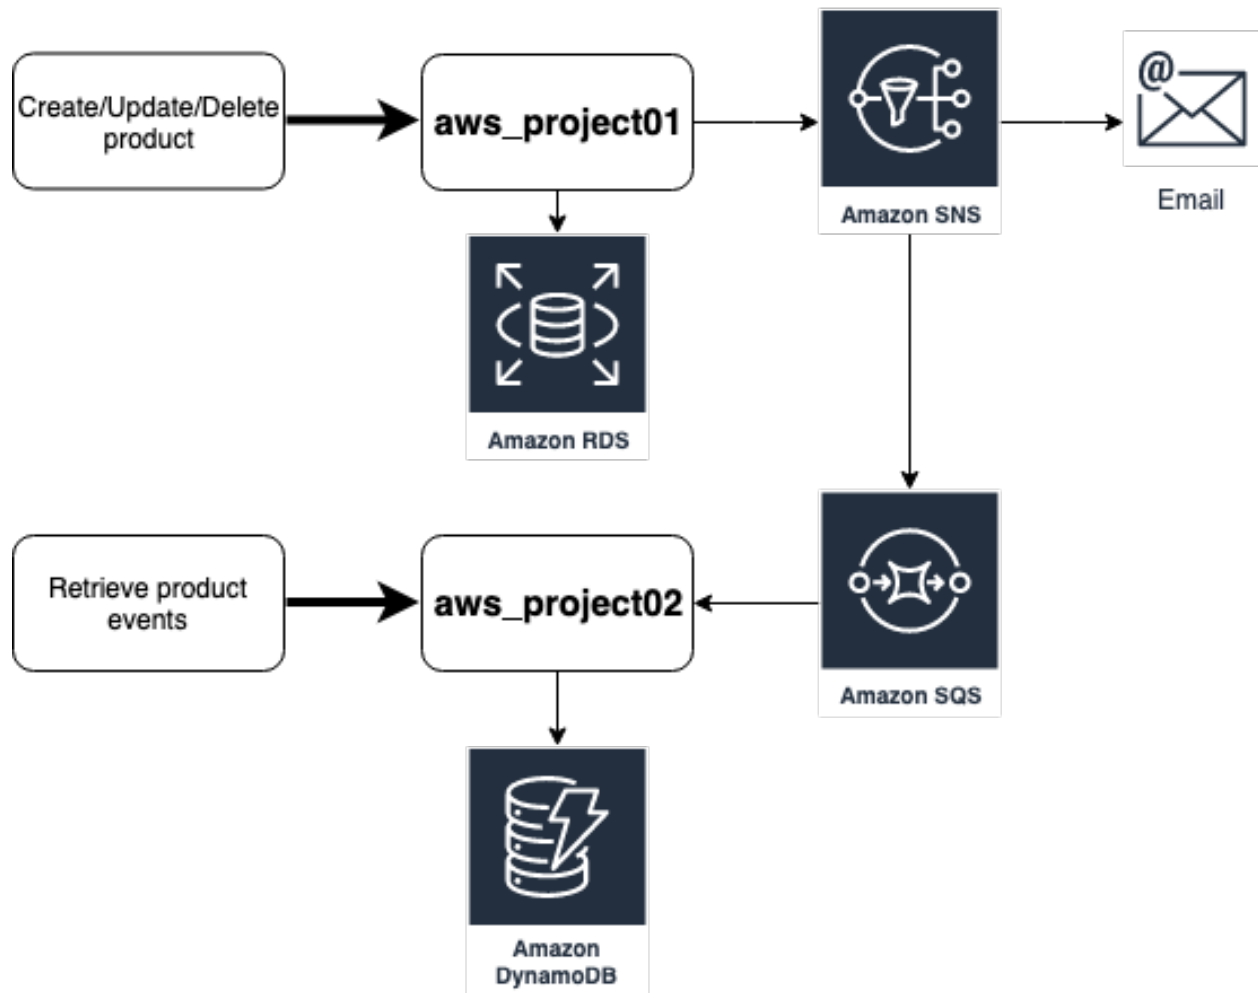 Create/Update/Delete
product
aws_project01
Amazon SNS
@
Email
Amazon RDS
Retrieve product
events
aws_project02
Amazon SQS
Amazon
DynamoDB